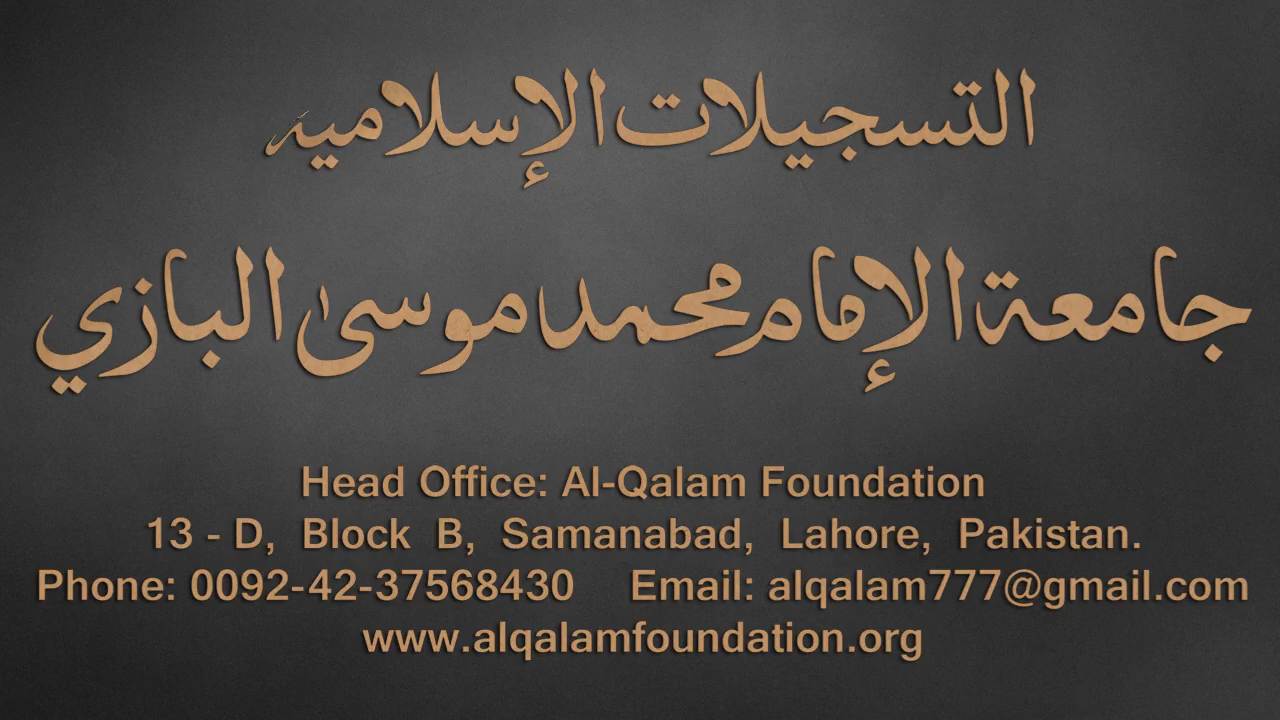 التسجيلات الإسلامية
جامعة الإمام محمد موسىٰ البازي
Head Office: Al-Qalam Foundation
13 - D, Block B, Samanabad, Lahore, Pakistan.
Phone: 0092-42-37568430 Email: alqalam777@gmail.com
www.alqalamfoundation.org